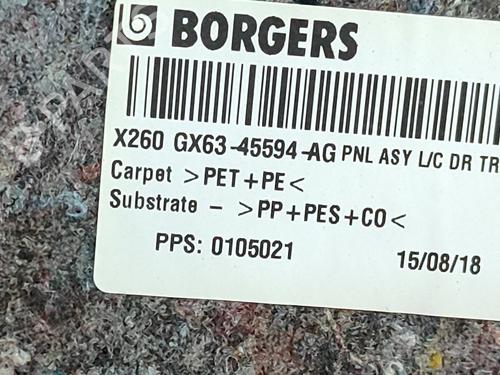 BORGERS
X260 GX63-45594-AG PNL ASY L/C DR TR
Carpet >PET+PE<
Substrate - >PP+PES+CO<
PPS: 0105021
15/08/18